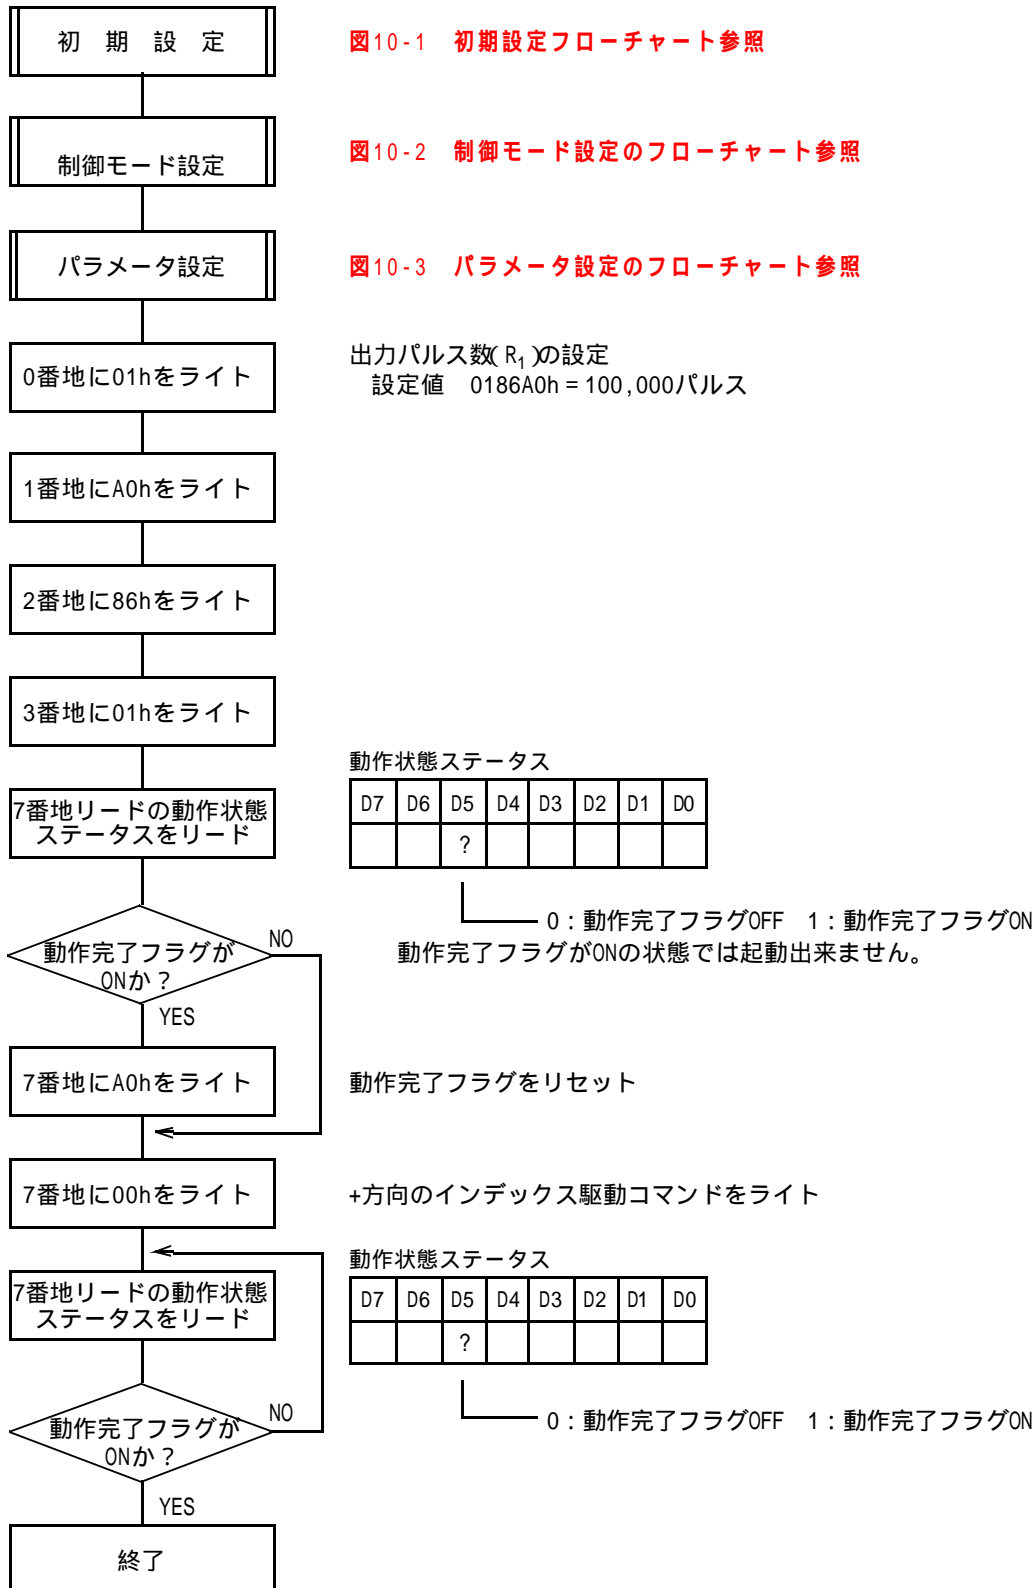 初 期 設 定
図10-1 初期設定フローチャート参照
制御モード設定
図10-2 制御モード設定のフローチャート参照
パラメータ設定
図10-3 パラメータ設定のフローチャート参照
0番地に01hをライト
出力パルス数(R1)の設定
設定値 0186A0h=100,000パルス
1番地にA0hをライト
2番地に86hをライト
3番地に01hをライト
動作状態ステータス
7番地リードの動作状態
ステータスをリード
D7 D6 D5 D4 D3 D2 D1 D0
?
0:動作完了フラグOFF 1:動作完了フラグON
動作完了フラグがONの状態では起動出来ません。
動作完了フラグが
ONか?
NO
YES
7番地にA0hをライト
動作完了フラグをリセット
7番地に00hをライト
+方向のインデックス駆動コマンドをライト
動作状態ステータス
7番地リードの動作状態
ステータスをリード
D7 D6 D5 D4 D3 D2 D1 D0
?
0:動作完了フラグOFF 1:動作完了フラグON
動作完了フラグが
ONか?
NO
YES
終了